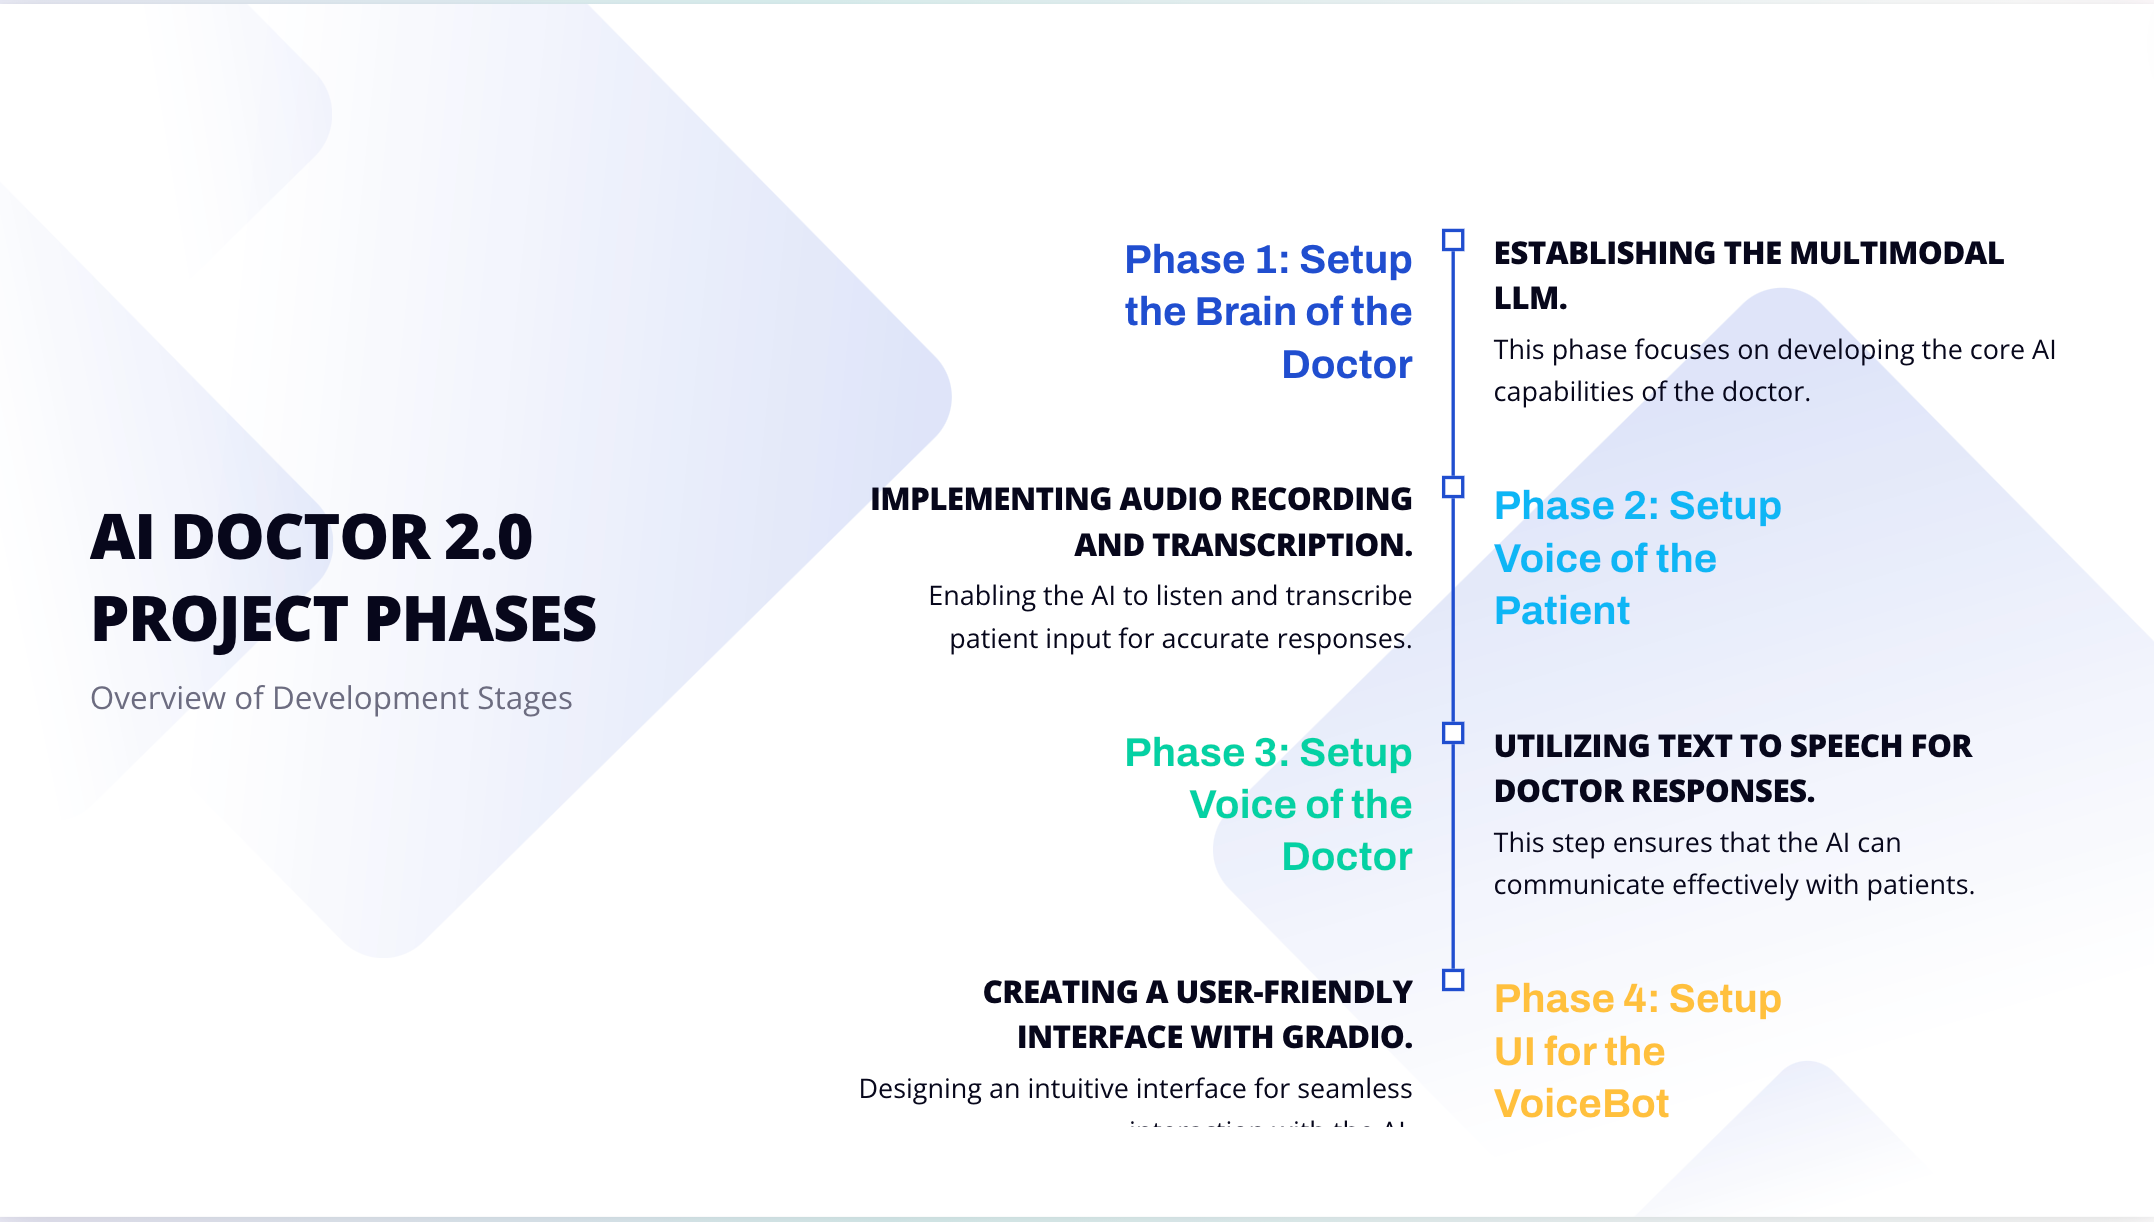 AI DOCTOR 2.0
PROJECT PHASES
Overview of Development Stages
Phase 1: Setup
the Brain of the
Doctor
ESTABLISHING THE MULTIMODAL
LLM.
This phase focuses on developing the core AI
capabilities of the doctor.
Phase 2: Setup
Voice of the
Patient
IMPLEMENTING AUDIO RECORDING
AND TRANSCRIPTION.
Enabling the AI to listen and transcribe
patient input for accurate responses.
Phase 3: Setup
Voice of the
Doctor
UTILIZING TEXT TO SPEECH FOR
DOCTOR RESPONSES.
This step ensures that the AI can
communicate effectively with patients.
Phase 4: Setup
UI for the
VoiceBot
CREATING A USER-FRIENDLY
INTERFACE WITH GRADIO.
Designing an intuitive interface for seamless
interaction with the AI.